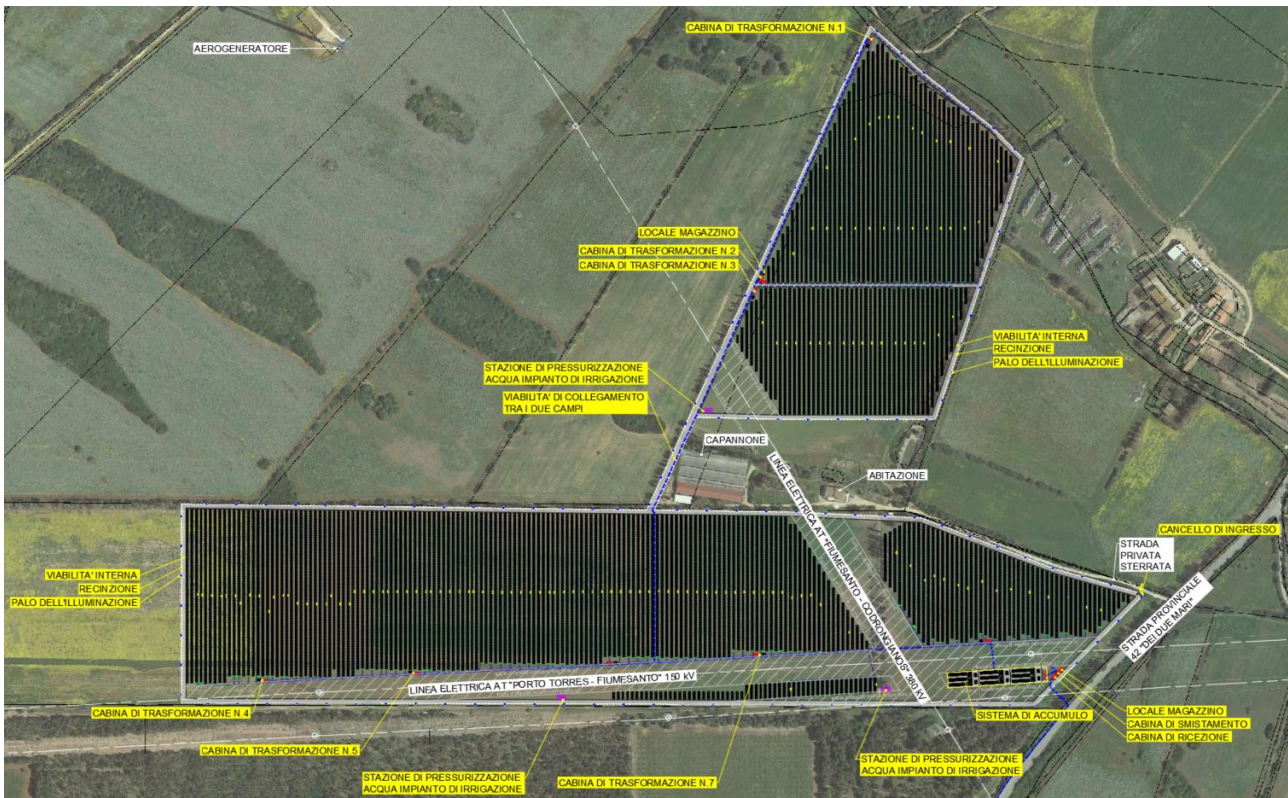 CABINA DI TRASFORMAZIONE N.1
AEROGENERATORE
LOCALE MAGAZZINO
CABINA DI TRASFORMAZIONE N.2
CABINA DI TRASFORMAZIONE N.3
VIABILITA' INTERNA
RECINZIONE
PALO DELL'ILLUMINAZIONE
STAZIONE DI PRESSURIZZAZIONE
ACQUA IMPIANTO DI IRRIGAZIONE
VIABILITA' DI COLLEGAMENTO
TRA I DUE CAMPI
CAPANNONE
LINEA ELETTRICA AT "FIUMESANTO - CODRONGIANOS" 380 kV
ABITAZIONE
CANCELLO DI INGRESSO
STRADA
PRIVATA
STERRATA
VIABILITA' INTERNA
RECINZIONE
PALO DELL'ILLUMINAZIONE
STRADA PROVINCIALE
42 "DEI DUE MARI"
LINEA ELETTRICA AT "PORTO TORRES - FIUMESANTO" 150 kV
CABINA DI TRASFORMAZIONE N.4
SISTEMA DI ACCUMULO
LOCALE MAGAZZINO
CABINA DI SMISTAMENTO
CABINA DI RICEZIONE
CABINA DI TRASFORMAZIONE N.5
STAZIONE DI PRESSURIZZAZIONE
ACQUA IMPIANTO DI IRRIGAZIONE
CABINA DI TRASFORMAZIONE N.7
STAZIONE DI PRESSURIZZAZIONE
ACQUA IMPIANTO DI IRRIGAZIONE